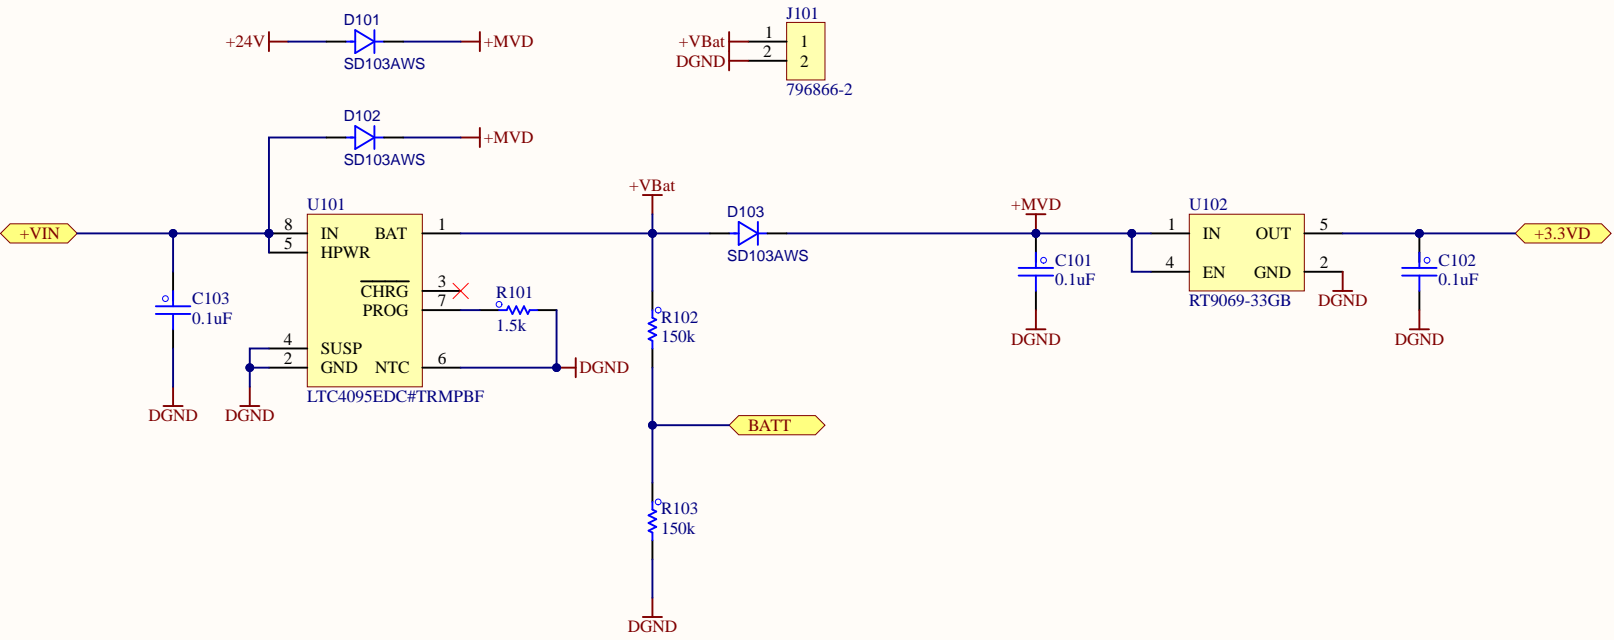 D101
+24V
+MVD
SD103AWS
J101
+VBat
1
1
DGND
2
2
796866-2
D102
+MVD
SD103AWS
+VIN
U101
8
IN
BAT
1
5
HPWR
CHRG
3
PROG
7
4
SUSP
2
GND
NTC
6
LTC4095EDC#TRMPBF
C103
0.1uF
DGND
DGND
R101
1.5k
DGND
+VBat
D103
SD103AWS
R102
150k
BATT
R103
150k
DGND
+MVD
C101
0.1uF
DGND
U102
1
IN
OUT
5
4
EN
GND
2
RT9069-33GB
DGND
C102
0.1uF
DGND
+3.3VD